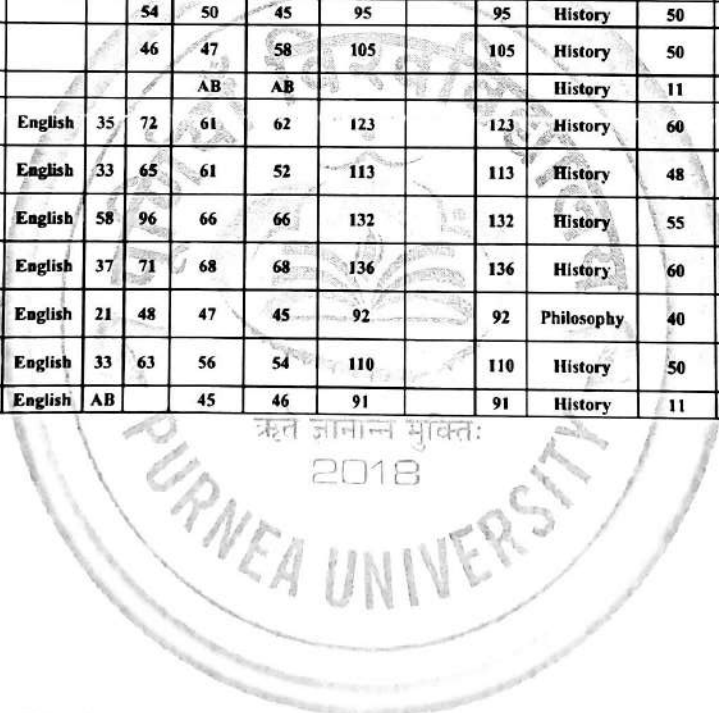 54 50 45 95 95 History 50
46 47 58 105 105 History 50
AB AB History 11
English 35 72 61 62 123 123 History 60
English 33 65 61 52 113 113 History 48
English 58 96 66 66 132 132 History 55
English 37 71 68 68 136 136 History 60
English 21 48 47 45 92 92 Philosophy 40
English 33 63 56 54 110 110 History 50
English AB 45 46 91 91 History 11
2018
PURNEA UNIVERSITY